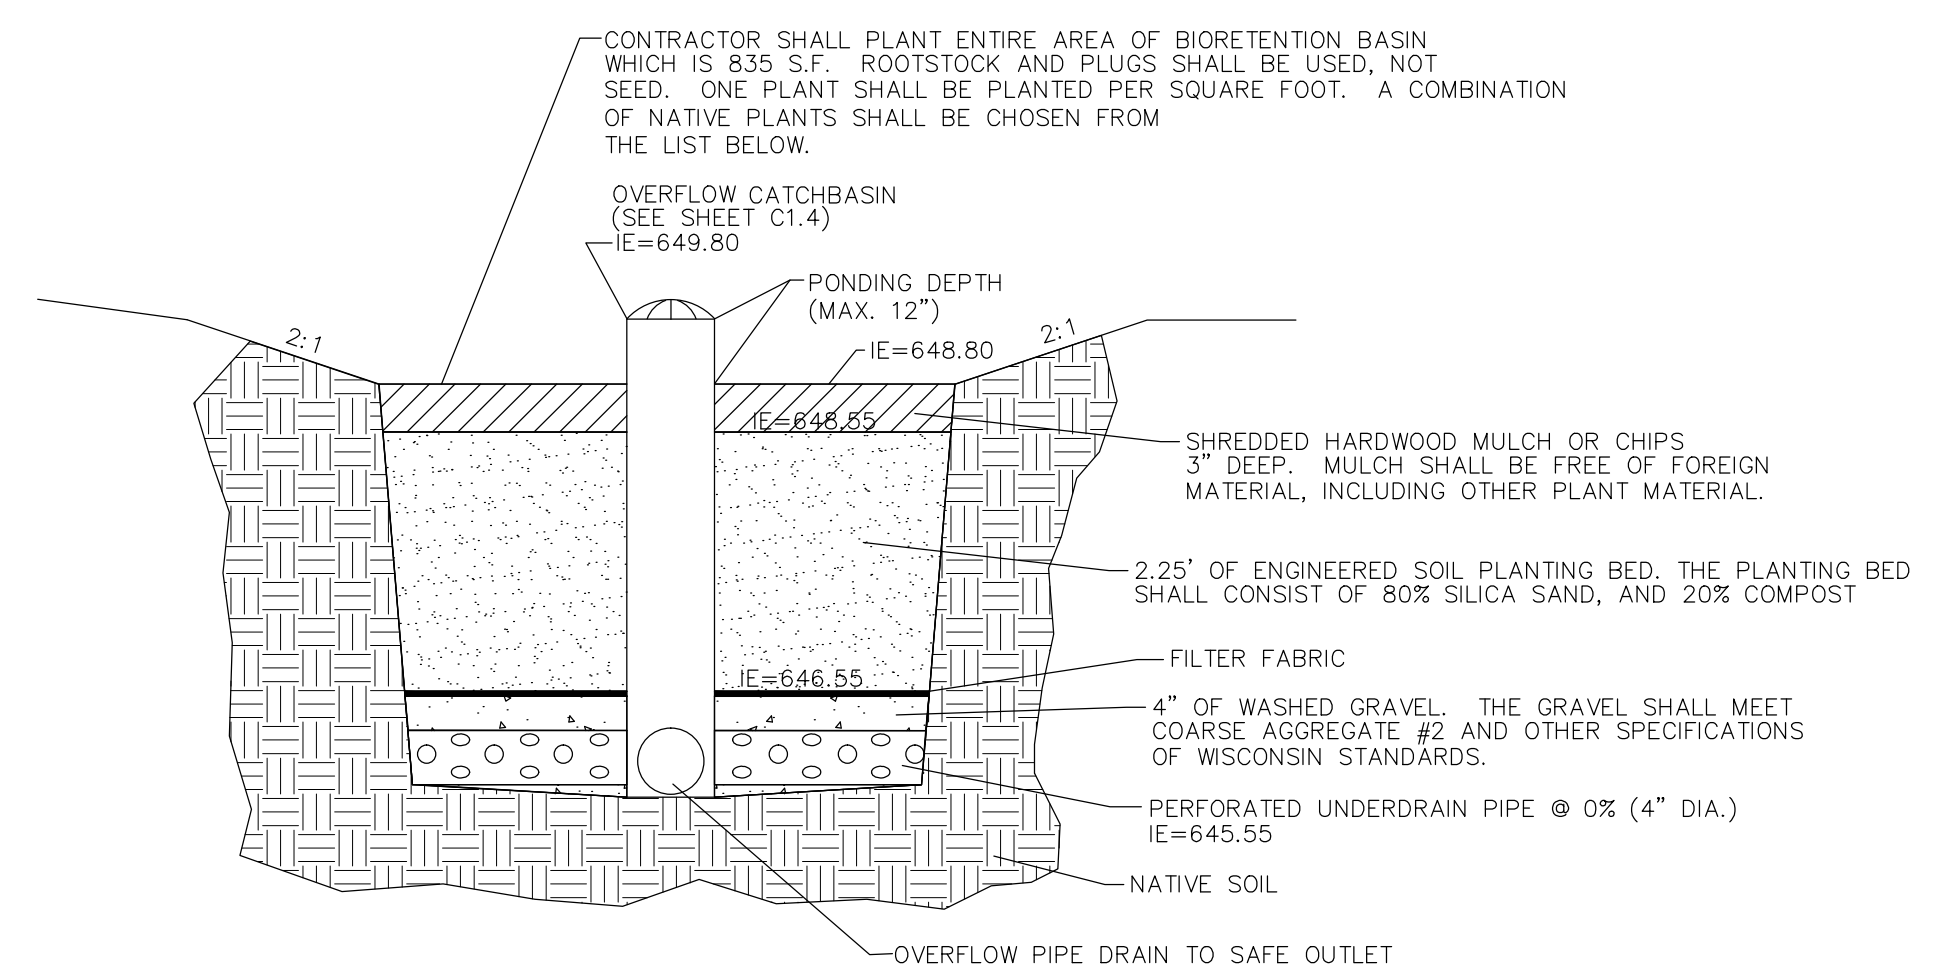 CONTRACTOR SHALL PLANT ENTIRE AREA OF BIORETENTION BASIN
WHICH IS 835 S.F. ROOTSTOCK AND PLUGS SHALL BE USED, NOT
SEED. ONE PLANT SHALL BE PLANTED PER SQUARE FOOT. A COMBINATION
OF NATIVE PLANTS SHALL BE CHOSEN FROM
THE LIST BELOW.
OVERFLOW CATCHBASIN
(SEE SHEET C1.4)
IE=649.80
PONDING DEPTH
(MAX. 12")
2:1
2:1
IE=648.80
IE=648.55
SHREDDED HARDWOOD MULCH OR CHIPS
3" DEEP. MULCH SHALL BE FREE OF FOREIGN
MATERIAL, INCLUDING OTHER PLANT MATERIAL.
2.25' OF ENGINEERED SOIL PLANTING BED. THE PLANTING BED
SHALL CONSIST OF 80% SILICA SAND, AND 20% COMPOST
FILTER FABRIC
IE=646.55
4" OF WASHED GRAVEL. THE GRAVEL SHALL MEET
COARSE AGGREGATE #2 AND OTHER SPECIFICATIONS
OF WISCONSIN STANDARDS.
PERFORATED UNDERDRAIN PIPE @ 0% (4" DIA.)
IE=645.55
NATIVE SOIL
OVERFLOW PIPE DRAIN TO SAFE OUTLET